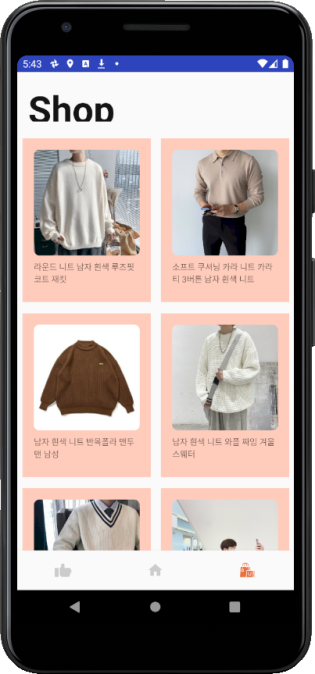 5:43
Shop
라운드 니트 남자 흰색 루즈핏
코트 재킷
소프트 쿠셔닝 카라 니트 카라
티 3버튼 남자 흰색 니트
남자 흰색 니트 반목폴라 맨투
맨 남성
남자 흰색 니트 와플 짜임 겨울
스웨터